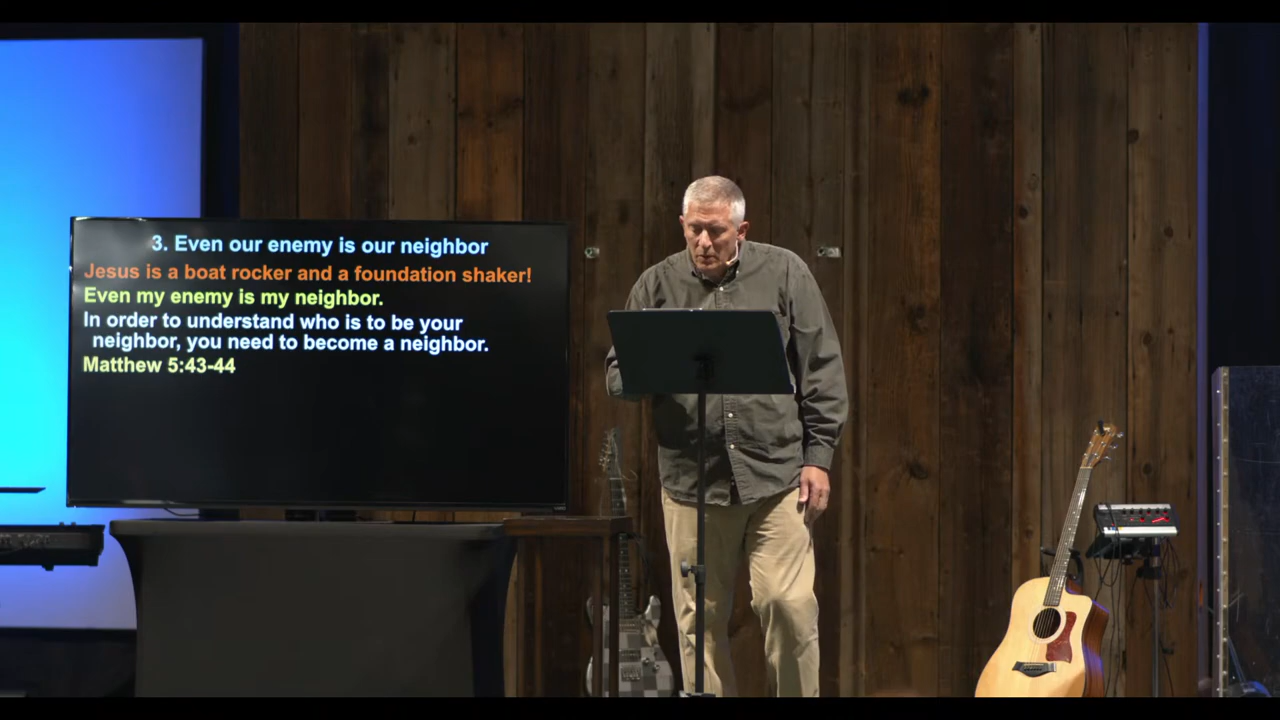 3. Even our enemy is our neighbor
Jesus is a boat rocker and a foundation shaker!
Even my enemy is my neighbor.
In order to understand who is to be your
neighbor, you need to become a neighbor.
Matthew 5:43-44